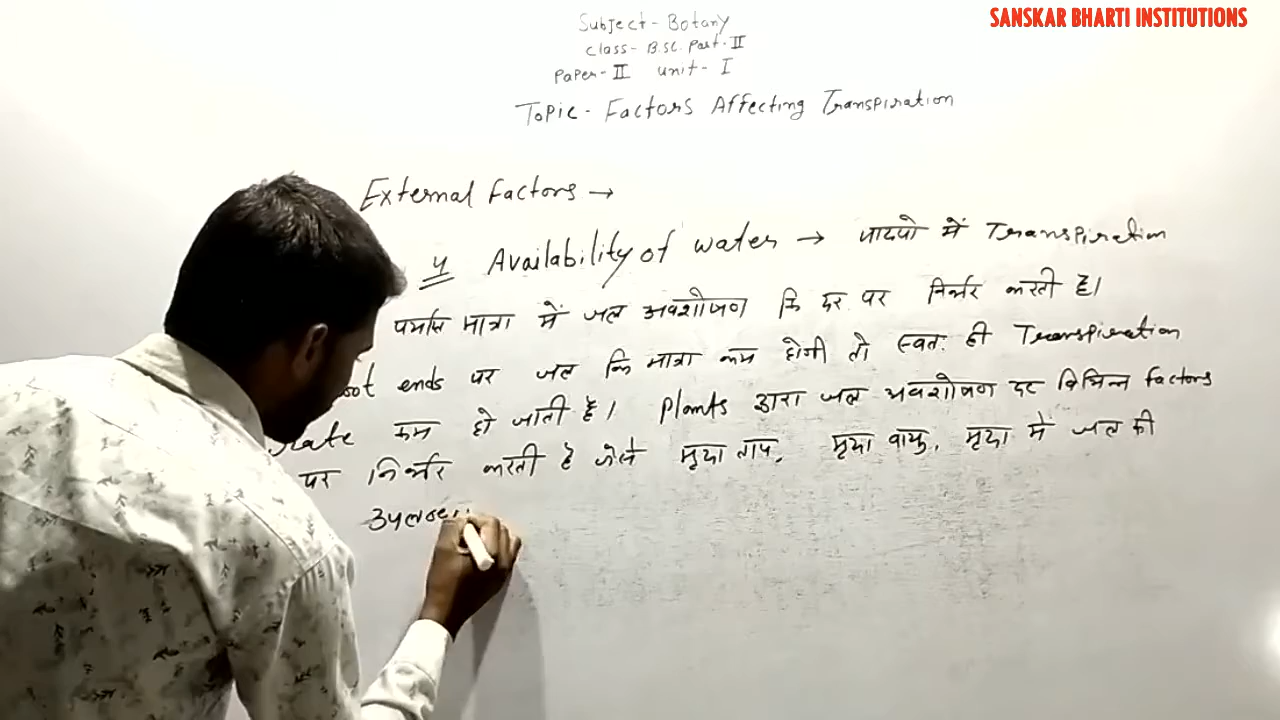 SANSKAR BHARTI INSTITUTIONS
Subject - Botany
Class - B.Sc. Part - II
Paper - II Unit - I
Topic - Factors Affecting Transpiration
External Factors →
4 Availability of water → पादपो में Transpiration
पर्याप्त मात्रा में जल अवशोषण कि दर पर निर्भर करती है।
ends पर जल कि मात्रा कम होगी तो स्वतः ही Transpiration
rate कम हो जाती है। Plants द्वारा जल अवशोषण दर विभिन्न factors
पर निर्भर करती है जैसे मृदा ताप, मृदा वायु, मृदा में जल की